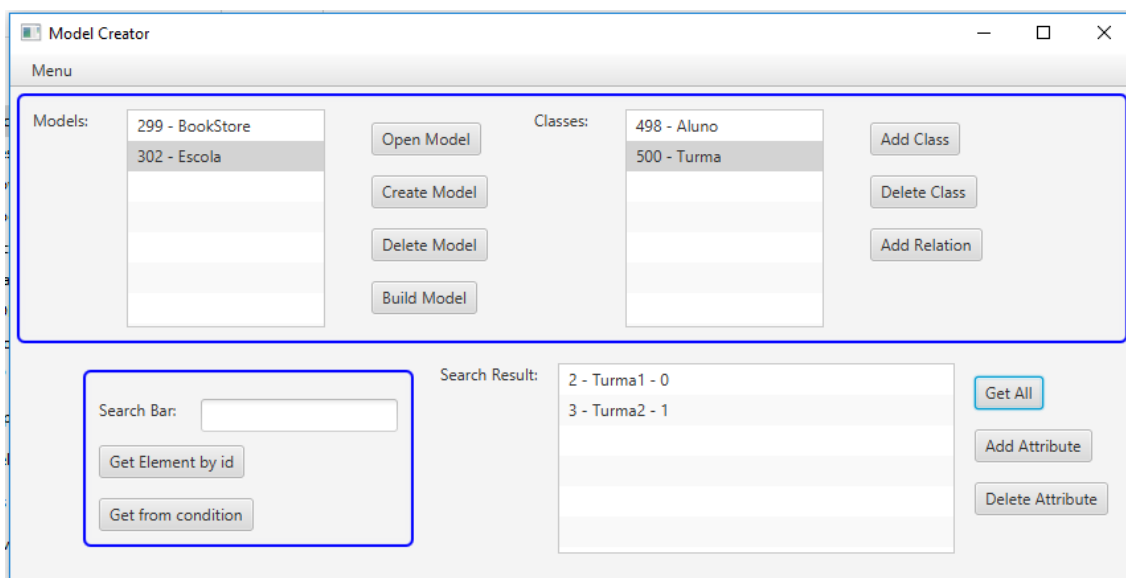 Model Creator
Menu
Models:
299 - BookStore
302 - Escola
Open Model
Create Model
Delete Model
Build Model
Classes:
498 - Aluno
500 - Turma
Add Class
Delete Class
Add Relation
Search Bar:
Get Element by id
Get from condition
Search Result:
2 - Turma1 - 0
3 - Turma2 - 1
Get All
Add Attribute
Delete Attribute